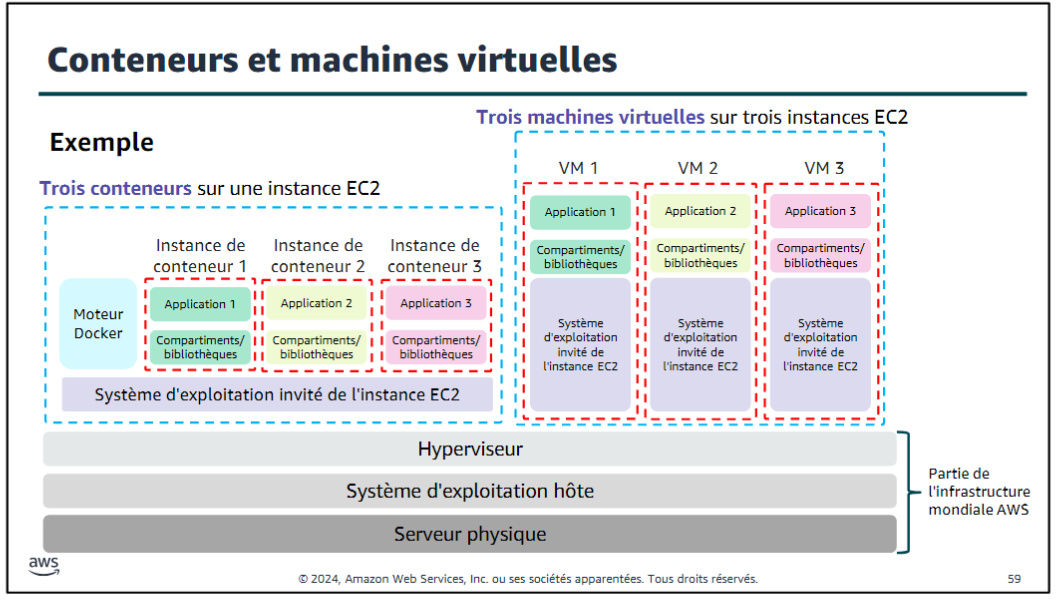 Conteneurs et machines virtuelles
Exemple
Trois conteneurs sur une instance EC2
Instance de
conteneur 1
Instance de
conteneur 2
Instance de
conteneur 3
Moteur
Docker
Application 1
Application 2
Application 3
Compartiments/
bibliothèques
Compartiments/
bibliothèques
Compartiments/
bibliothèques
Système d'exploitation invité de l'instance EC2
Trois machines virtuelles sur trois instances EC2
VM 1
VM 2
VM 3
Application 1
Application 2
Application 3
Compartiments/
bibliothèques
Compartiments/
bibliothèques
Compartiments/
bibliothèques
Système
d'exploitation
invité de
l'instance EC2
Système
d'exploitation
invité de
l'instance EC2
Système
d'exploitation
invité de
l'instance EC2
Hyperviseur
Système d'exploitation hôte
Serveur physique
Partie de
l'infrastructure
mondiale AWS
aws
© 2024, Amazon Web Services, Inc. ou ses sociétés apparentées. Tous droits réservés.
59